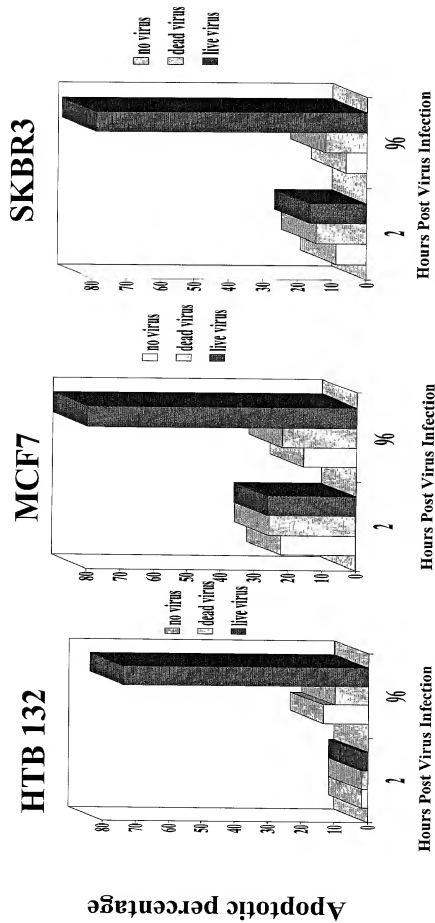 Apoptotic percentage
HTB 132
80
70
60
50
40
30
20
10
0
no virus
dead virus
live virus
2
%
Hours Post Virus Infection
MCF7
80
70
60
50
40
30
20
10
0
no virus
dead virus
live virus
2
%
Hours Post Virus Infection
SKBR3
80
70
60
50
40
30
20
10
0
no virus
dead virus
live virus
2
%
Hours Post Virus Infection